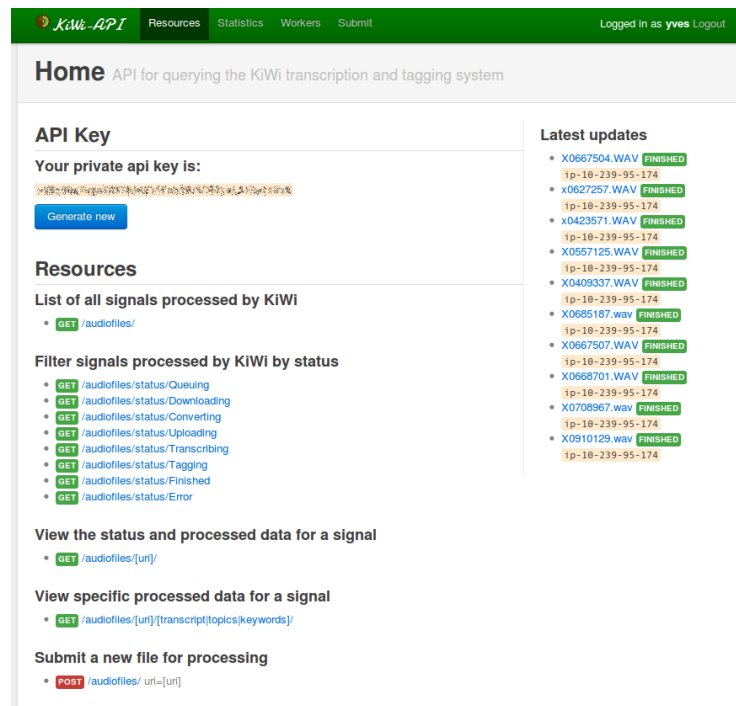 KiWi-API Resources Statistics Workers Submit Logged in as yves Logout
Home API for querying the KiWi transcription and tagging system
API Key
Your private api key is:
Generate new
Resources
List of all signals processed by KiWi
GET /audiofiles/
Filter signals processed by KiWi by status
GET /audiofiles/status/Queuing
GET /audiofiles/status/Downloading
GET /audiofiles/status/Converting
GET /audiofiles/status/Uploading
GET /audiofiles/status/Transcribing
GET /audiofiles/status/Tagging
GET /audiofiles/status/Finished
GET /audiofiles/status/Error
View the status and processed data for a signal
GET /audiofiles/[uri]/
View specific processed data for a signal
GET /audiofiles/[uri]/[transcript|topics|keywords]/
Submit a new file for processing
POST /audiofiles/ uri=[uri]
Latest updates
X0667504.WAV FINISHED
ip-10-239-95-174
x0627257.WAV FINISHED
ip-10-239-95-174
x0423571.WAV FINISHED
ip-10-239-95-174
X0557125.WAV FINISHED
ip-10-239-95-174
X0409337.WAV FINISHED
ip-10-239-95-174
X0685187.wav FINISHED
ip-10-239-95-174
X0667507.WAV FINISHED
ip-10-239-95-174
X0668701.WAV FINISHED
ip-10-239-95-174
X0708967.wav FINISHED
ip-10-239-95-174
X0910129.wav FINISHED
ip-10-239-95-174